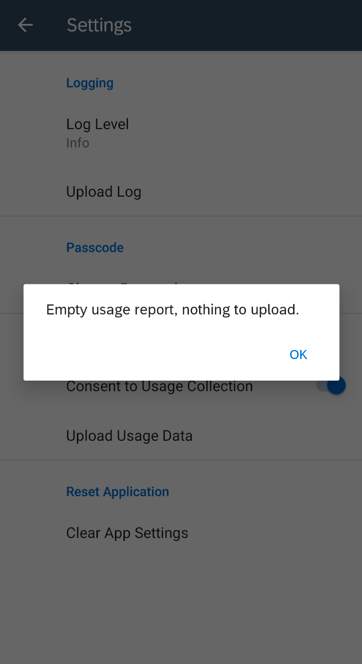 Settings
Logging
Log Level
Info
Upload Log
Passcode
Empty usage report, nothing to upload.
OK
Consent to Usage Collection
Upload Usage Data
Reset Application
Clear App Settings